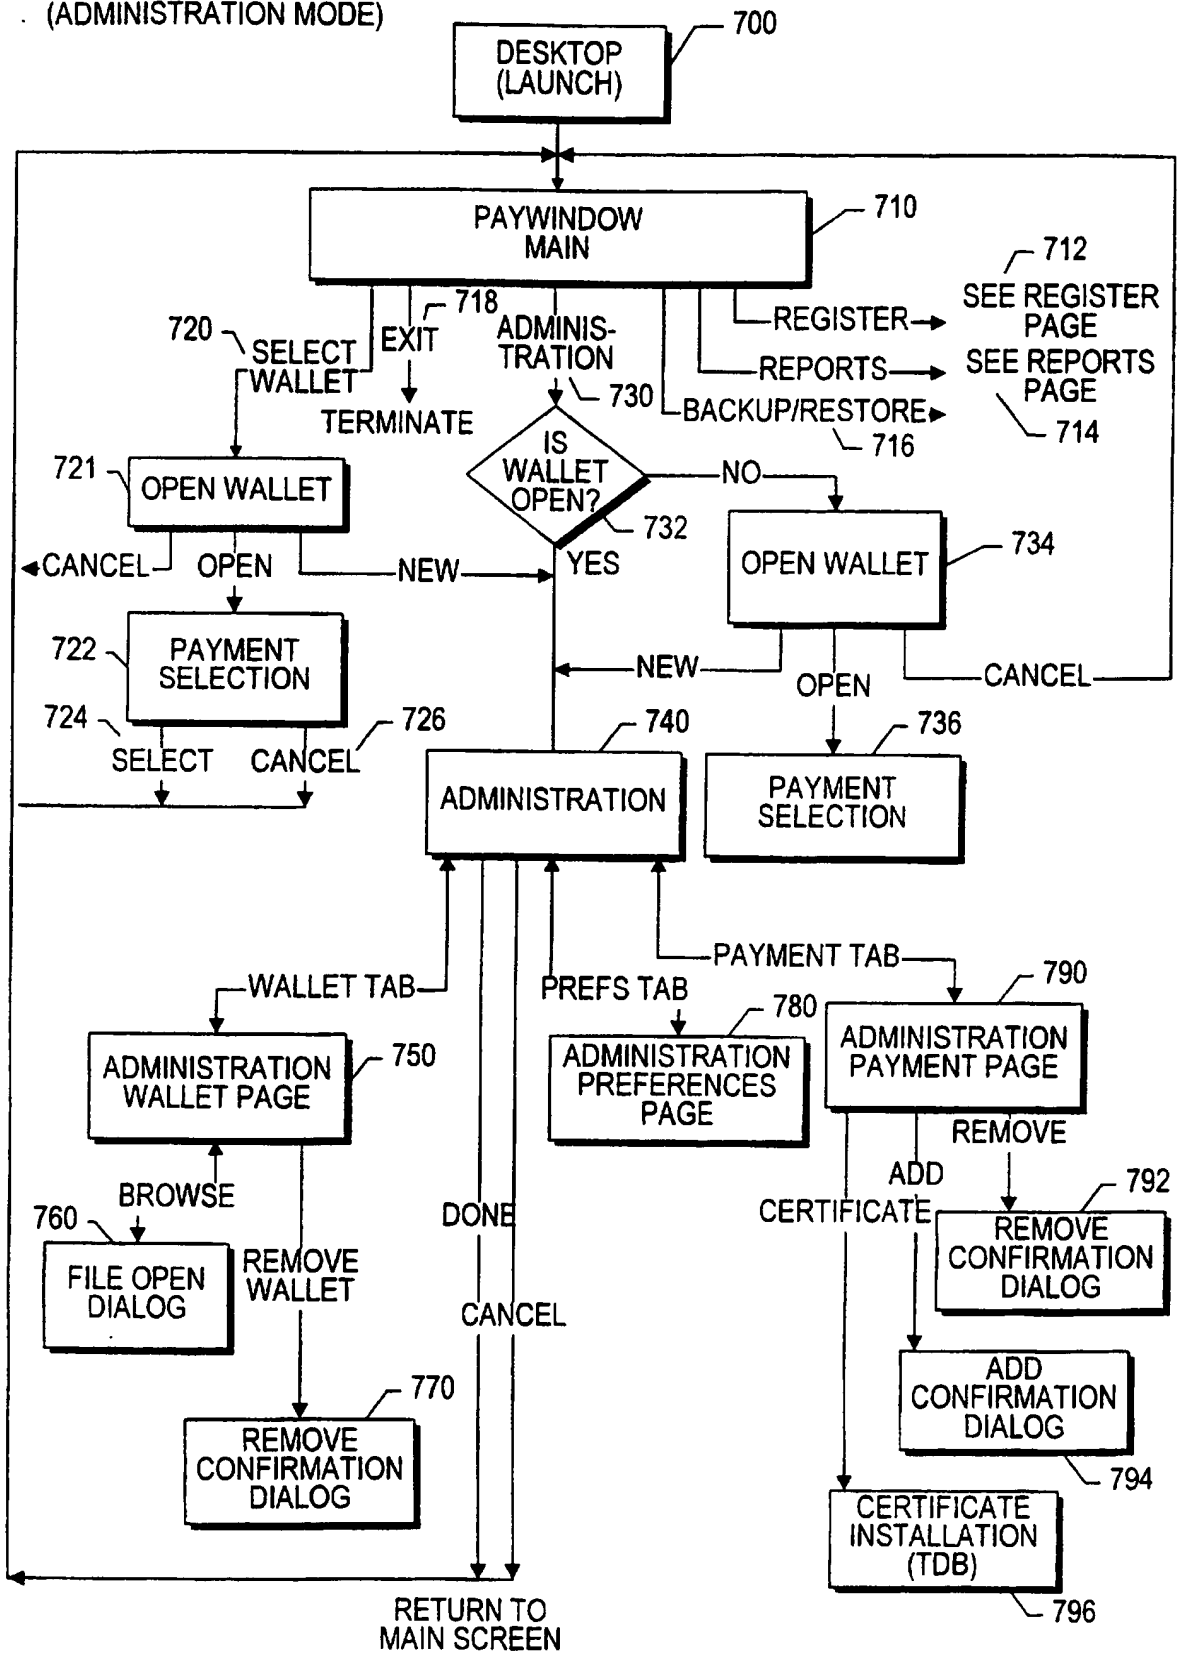 (ADMINISTRATION MODE)
700
DESKTOP
(LAUNCH)
710
PAYWINDOW
MAIN
712
SEE REGISTER
PAGE
REGISTER
718
EXIT
TERMINATE
720
SELECT
WALLET
ADMINIS-
TRATION
730
REPORTS
SEE REPORTS
PAGE
714
BACKUP/RESTORE
716
721
OPEN WALLET
IS
WALLET
OPEN?
732
NO
YES
734
OPEN WALLET
CANCEL
OPEN
NEW
722
PAYMENT
SELECTION
NEW
OPEN
CANCEL
724
SELECT
CANCEL
726
740
ADMINISTRATION
736
PAYMENT
SELECTION
WALLET TAB
PREFS TAB
PAYMENT TAB
750
ADMINISTRATION
WALLET PAGE
780
ADMINISTRATION
PREFERENCES
PAGE
790
ADMINISTRATION
PAYMENT PAGE
BROWSE
760
FILE OPEN
DIALOG
REMOVE
WALLET
DONE
CANCEL
REMOVE
ADD
CERTIFICATE
792
REMOVE
CONFIRMATION
DIALOG
770
REMOVE
CONFIRMATION
DIALOG
ADD
CONFIRMATION
DIALOG
794
CERTIFICATE
INSTALLATION
(TDB)
796
RETURN TO
MAIN SCREEN